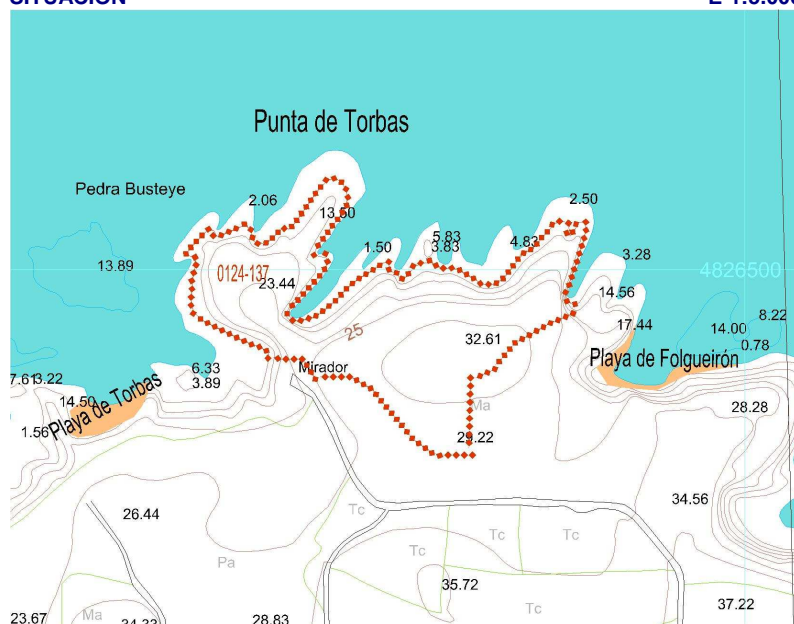 SITUACIÓN
Punta de Torbas
Pedra Busteye
2.06
2.50
13.50
5.83
3.83
1.50
4.83
3.28
13.89
0124-137
23.44
4826500
14.56
8.22
25
17.44
14.00
32.61
0.78
Mirador
Playa de Folgueirón
6.33
3.89
7.61
3.22
14.50
Playa de Torbas
1.56
Ma
29.22
28.28
34.56
26.44
Tc
Tc
Tc
Tc
Pa
35.72
Tc
37.22
23.67
Ma
28.83